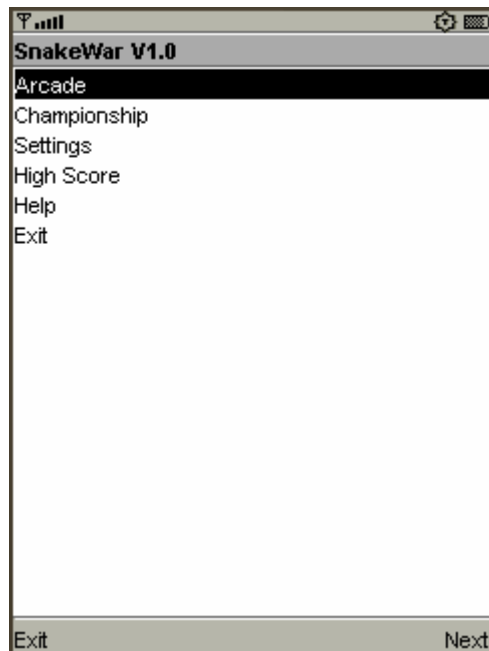 SnakeWar V1.0
Arcade
Championship
Settings
High Score
Help
Exit
Exit Next